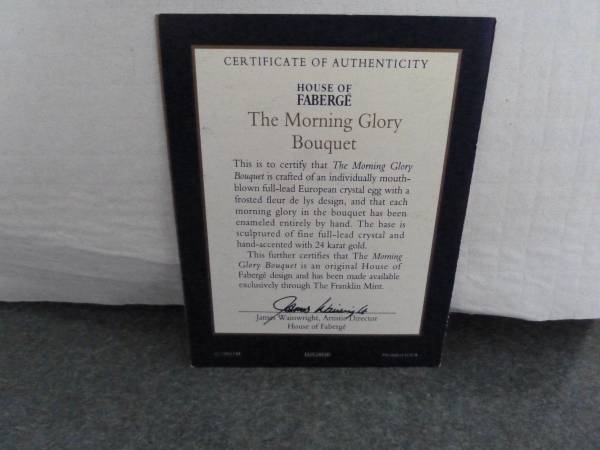 CERTIFICATE OF AUTHENTICITY
HOUSE OF
FABERGÉ
The Morning Glory
Bouquet
This is to certify that The Morning Glory
Bouquet is crafted of an individually mouth-
blown full-lead European crystal egg with a
frosted fleur de lys design, and that each
morning glory in the bouquet has been
enameled entirely by hand. The base is
sculptured of fine full-lead crystal and
hand-accented with 24 karat gold.
This further certifies that The Morning
Glory Bouquet is an original House of
Fabergé design and has been made available
exclusively through The Franklin Mint.
James Wainwright
James Wainwright, Artistic Director
House of Fabergé